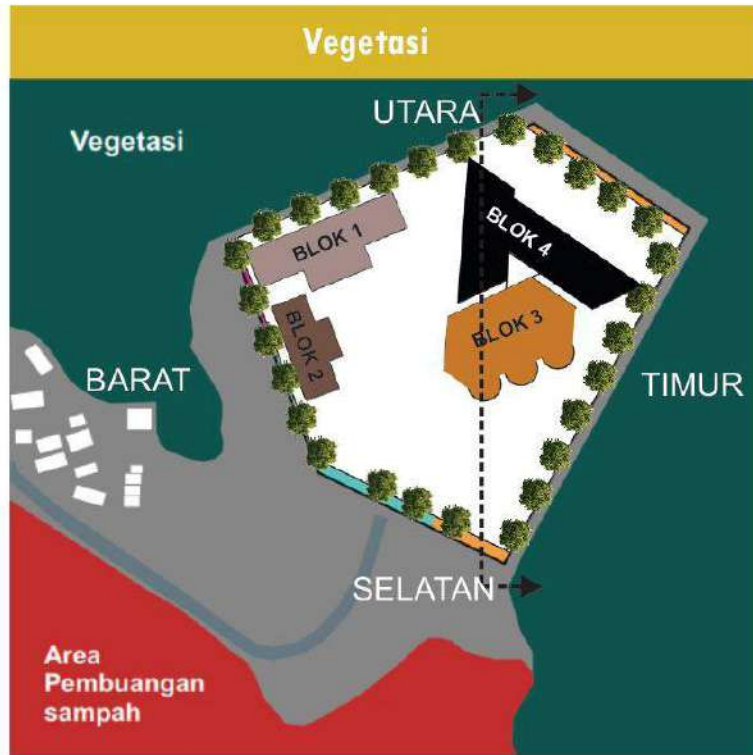 Vegetasi
UTARA
Vegetasi
BLOK 1
BLOK 4
BLOK 3
BLOK 2
BARAT
TIMUR
SELATAN
Area
Pembuangan
sampah